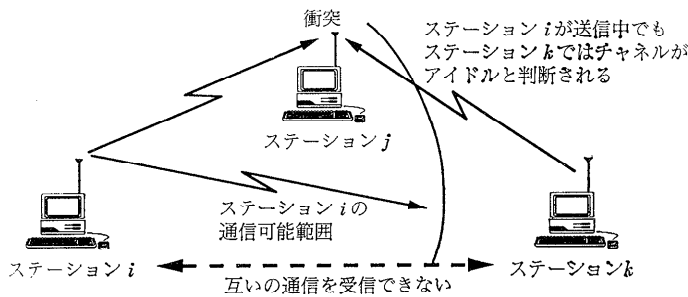 衝突
ステーションiが送信中でも
ステーションkではチャネルが
アイドルと判断される
ステーションj
ステーションiの
通信可能範囲
ステーションi
ステーションk
互いの通信を受信できない